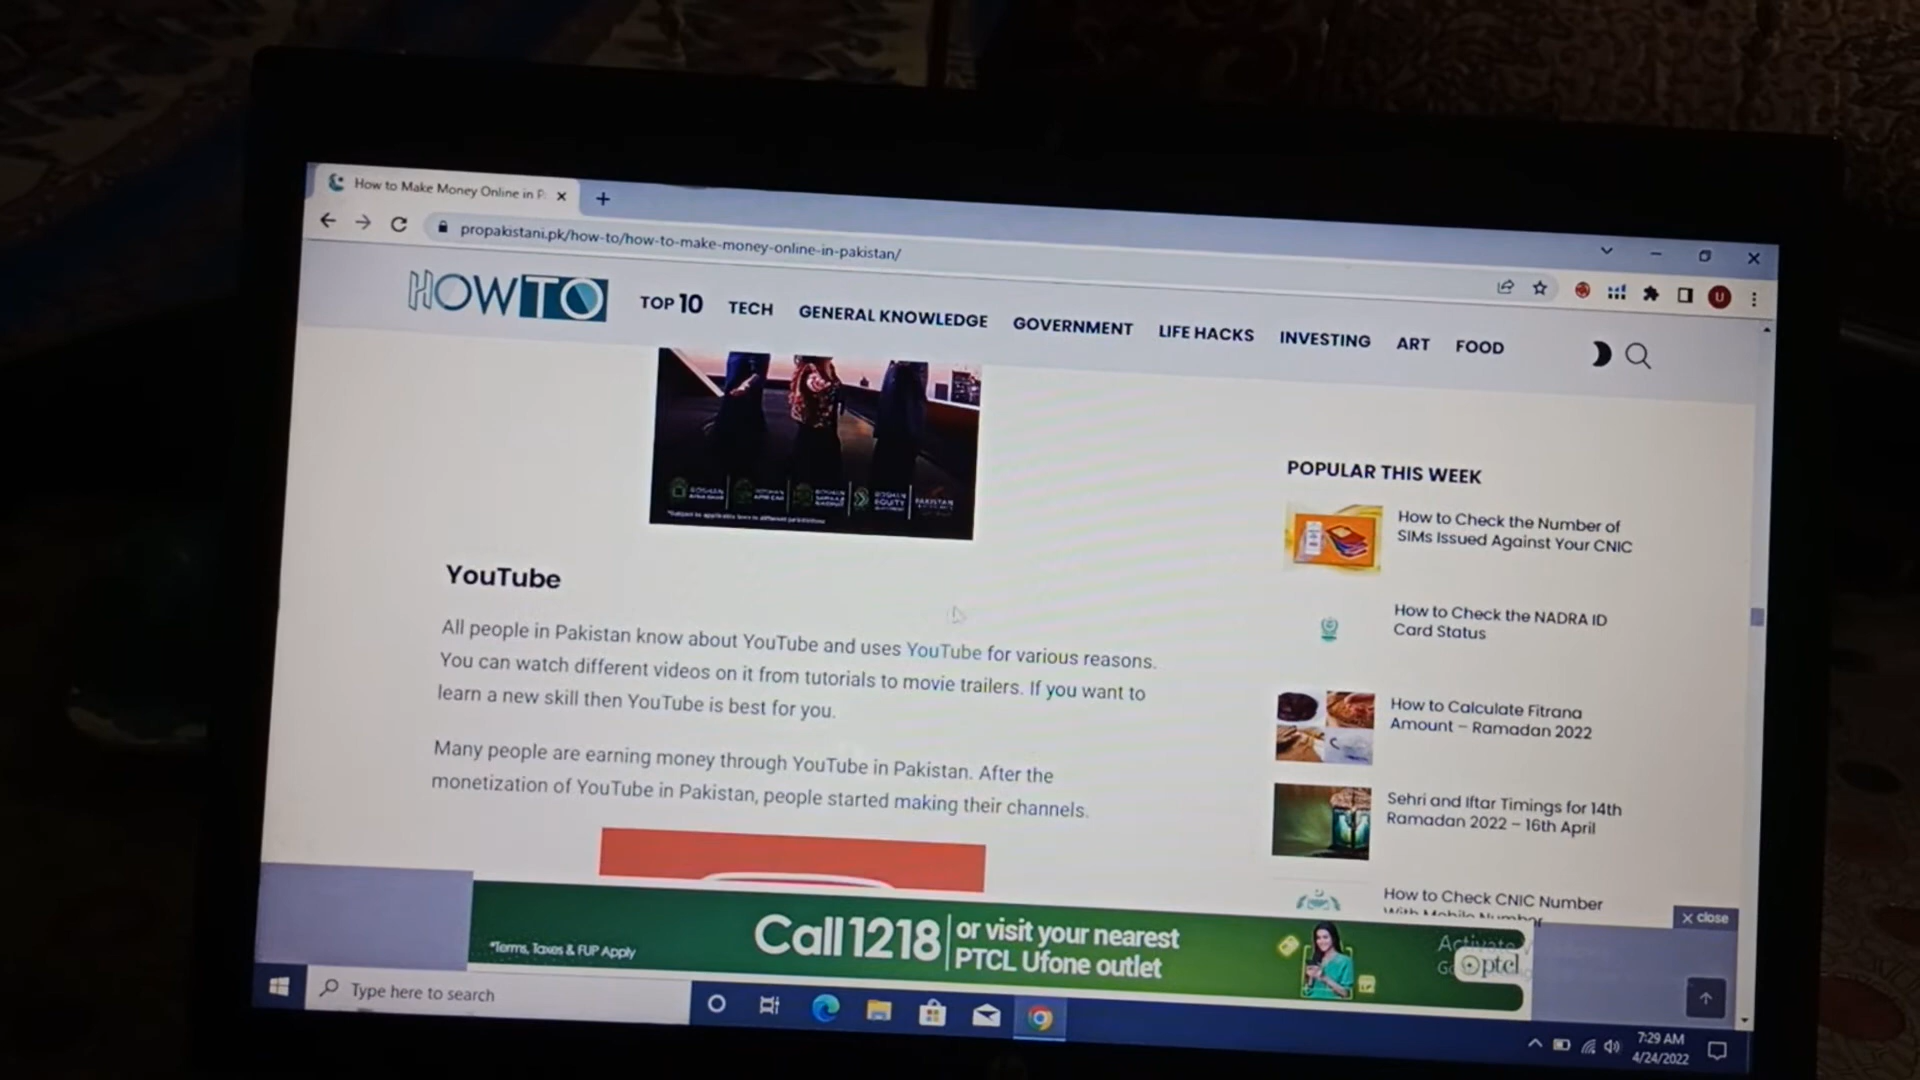 How to Make Money Online in P
propakistani.pk/how-to/how-to-make-money-online-in-pakistan/
U
HOWTO
TOP 10
TECH
GENERAL KNOWLEDGE
GOVERNMENT
LIFE HACKS
INVESTING
ART
FOOD
EQUITY
PAKISTAN
YouTube
All people in Pakistan know about YouTube and uses YouTube for various reasons.
You can watch different videos on it from tutorials to movie trailers. If you want to
learn a new skill then YouTube is best for you.
Many people are earning money through YouTube in Pakistan. After the
monetization of YouTube in Pakistan, people started making their channels.
POPULAR THIS WEEK
How to Check the Number of
SIMs Issued Against Your CNIC
How to Check the NADRA ID
Card Status
How to Calculate Fitrana
Amount – Ramadan 2022
Sehri and Iftar Timings for 14th
Ramadan 2022 – 16th April
How to Check CNIC Number
With Mobile Number
close
*Terms, Taxes & FUP Apply
Call 1218
or visit your nearest
PTCL Ufone outlet
Activate
ptcl
Type here to search
7:29 AM
4/24/2022